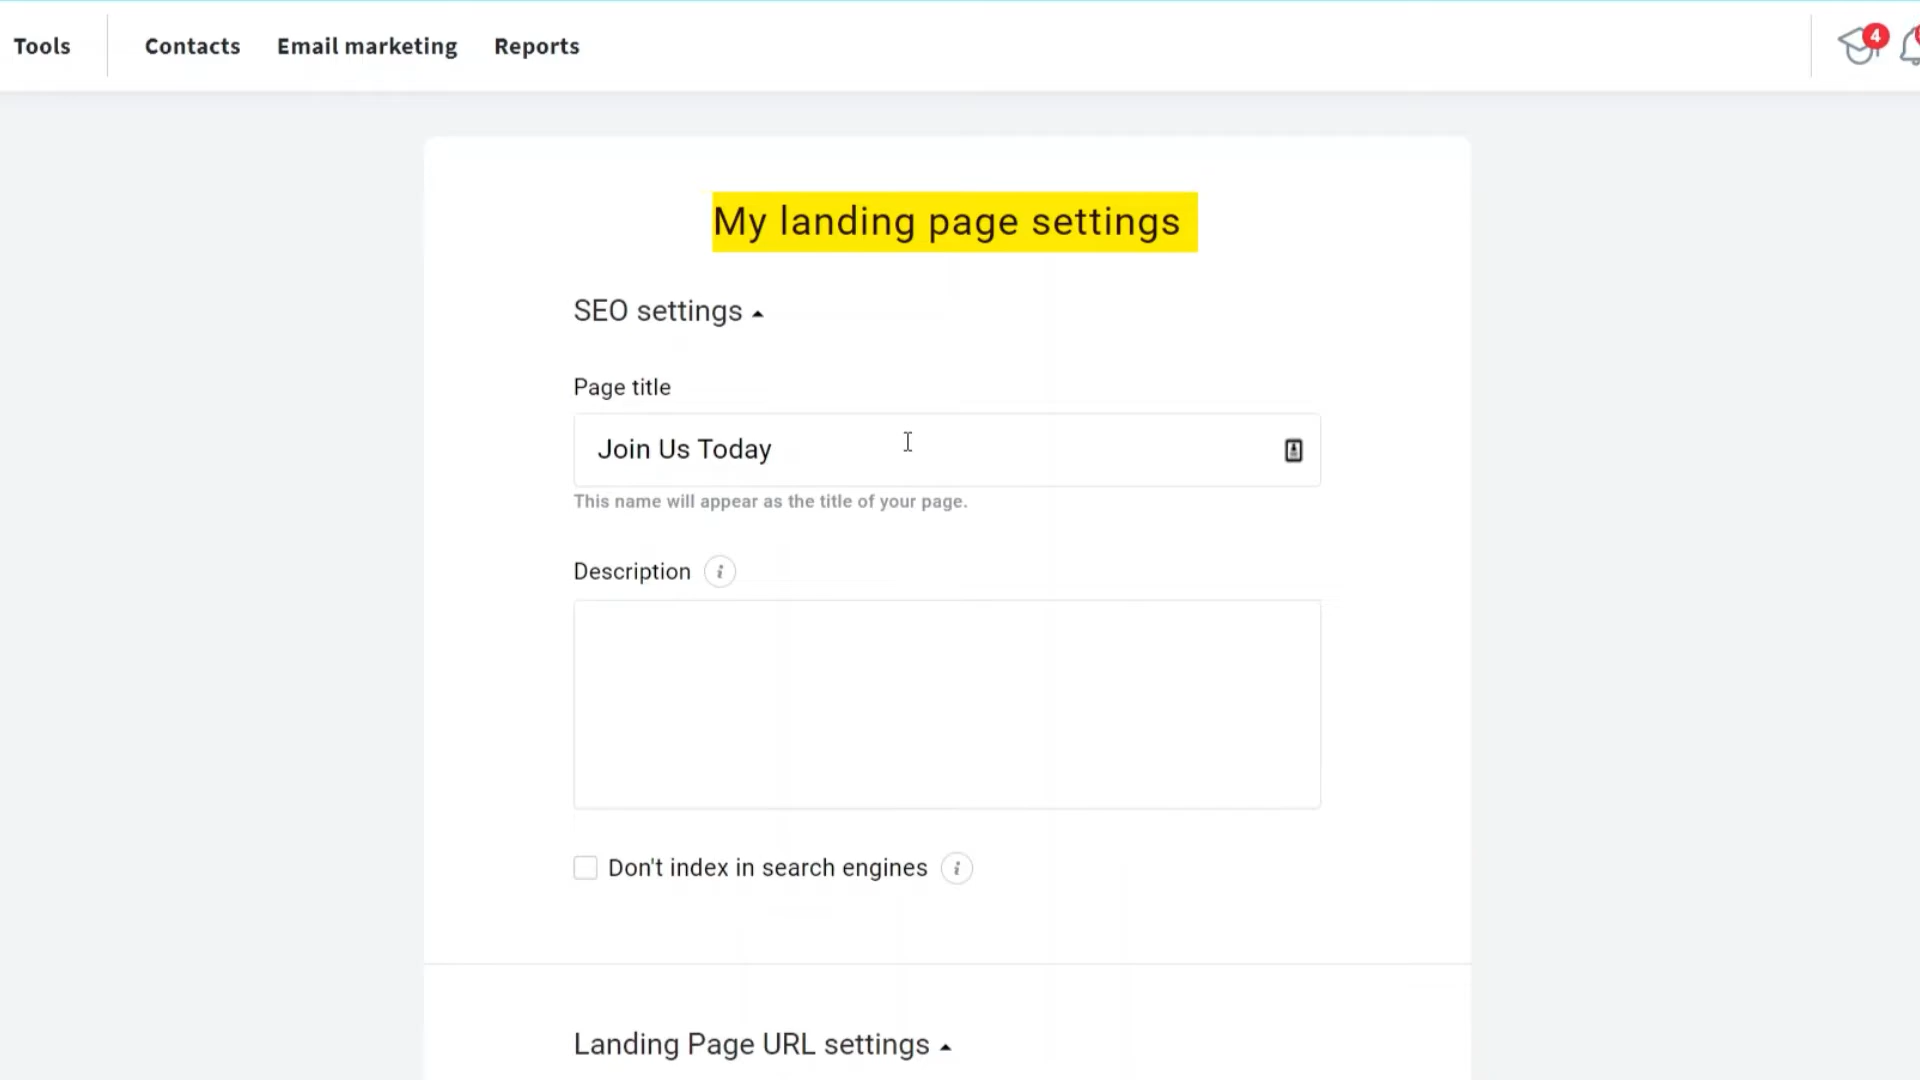 Tools Contacts Email marketing Reports 4
My landing page settings
SEO settings
Page title
Join Us Today
This name will appear as the title of your page.
Description i
Don't index in search engines i
Landing Page URL settings